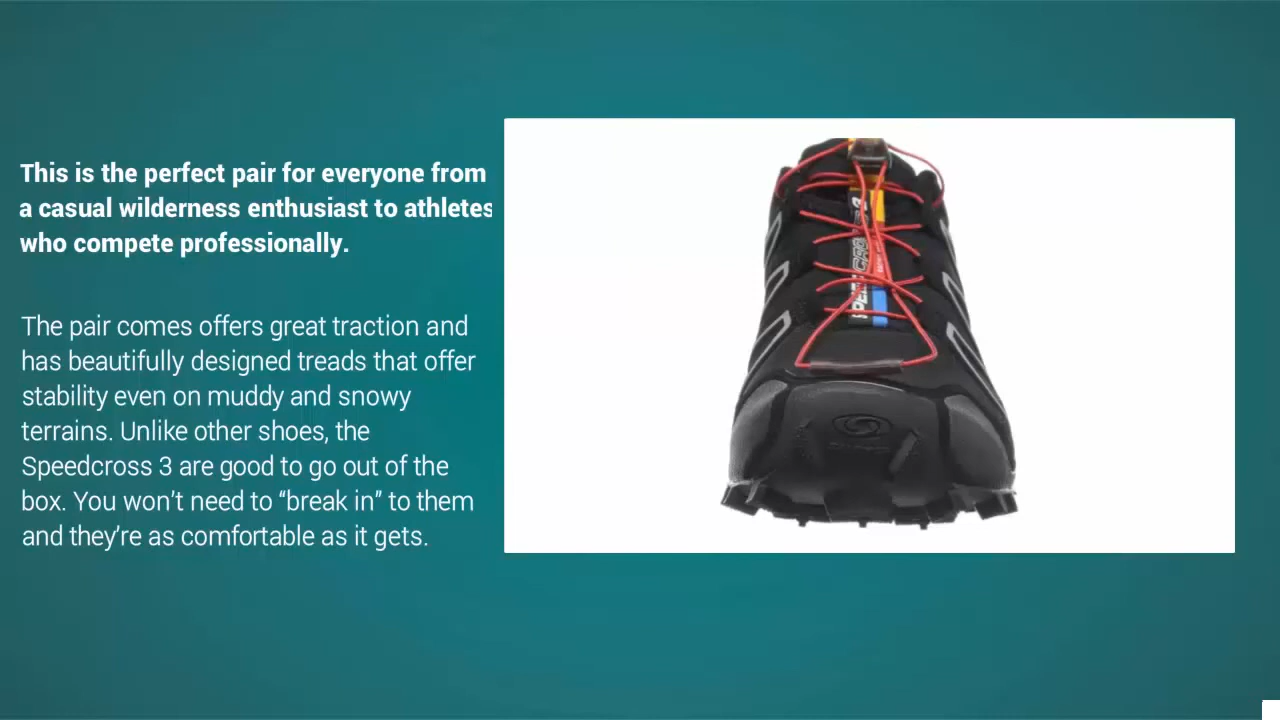 This is the perfect pair for everyone from
a casual wilderness enthusiast to athletes
who compete professionally.
The pair comes offers great traction and
has beautifully designed treads that offer
stability even on muddy and snowy
terrains. Unlike other shoes, the
Speedcross 3 are good to go out of the
box. You won’t need to “break in” to them
and they’re as comfortable as it gets.